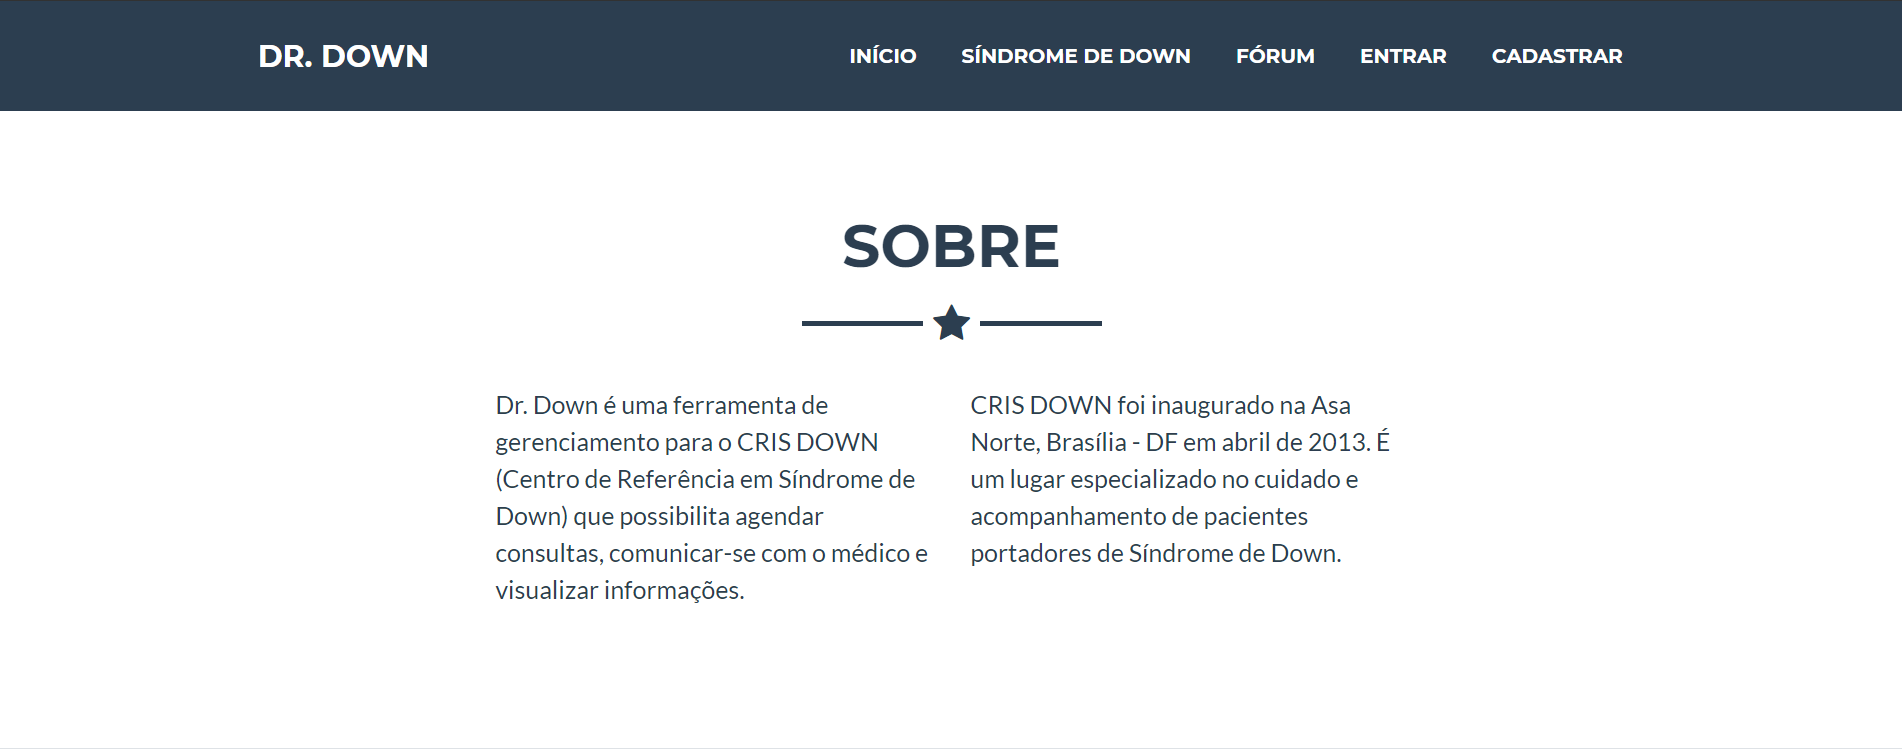 DR. DOWN
INÍCIO
SÍNDROME DE DOWN
FÓRUM
ENTRAR
CADASTRAR
SOBRE
Dr. Down é uma ferramenta de
gerenciamento para o CRIS DOWN
(Centro de Referência em Síndrome de
Down) que possibilita agendar
consultas, comunicar-se com o médico e
visualizar informações.
CRIS DOWN foi inaugurado na Asa
Norte, Brasília - DF em abril de 2013. É
um lugar especializado no cuidado e
acompanhamento de pacientes
portadores de Síndrome de Down.